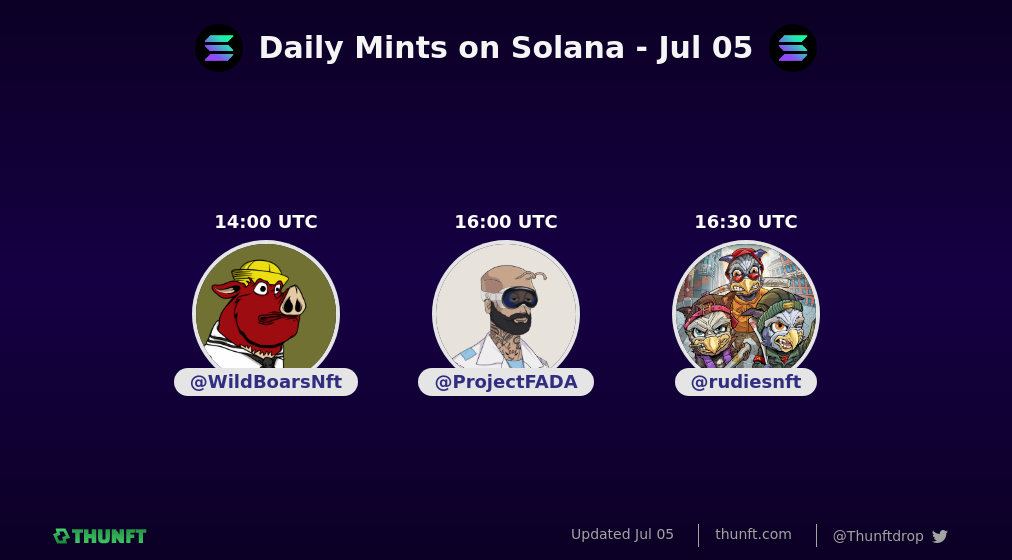 Daily Mints on Solana - Jul 05
14:00 UTC
16:00 UTC
16:30 UTC
@WildBoarsNft
@ProjectFADA
@rudiesnft
THUNFT
Updated Jul 05
thunft.com
@Thunftdrop